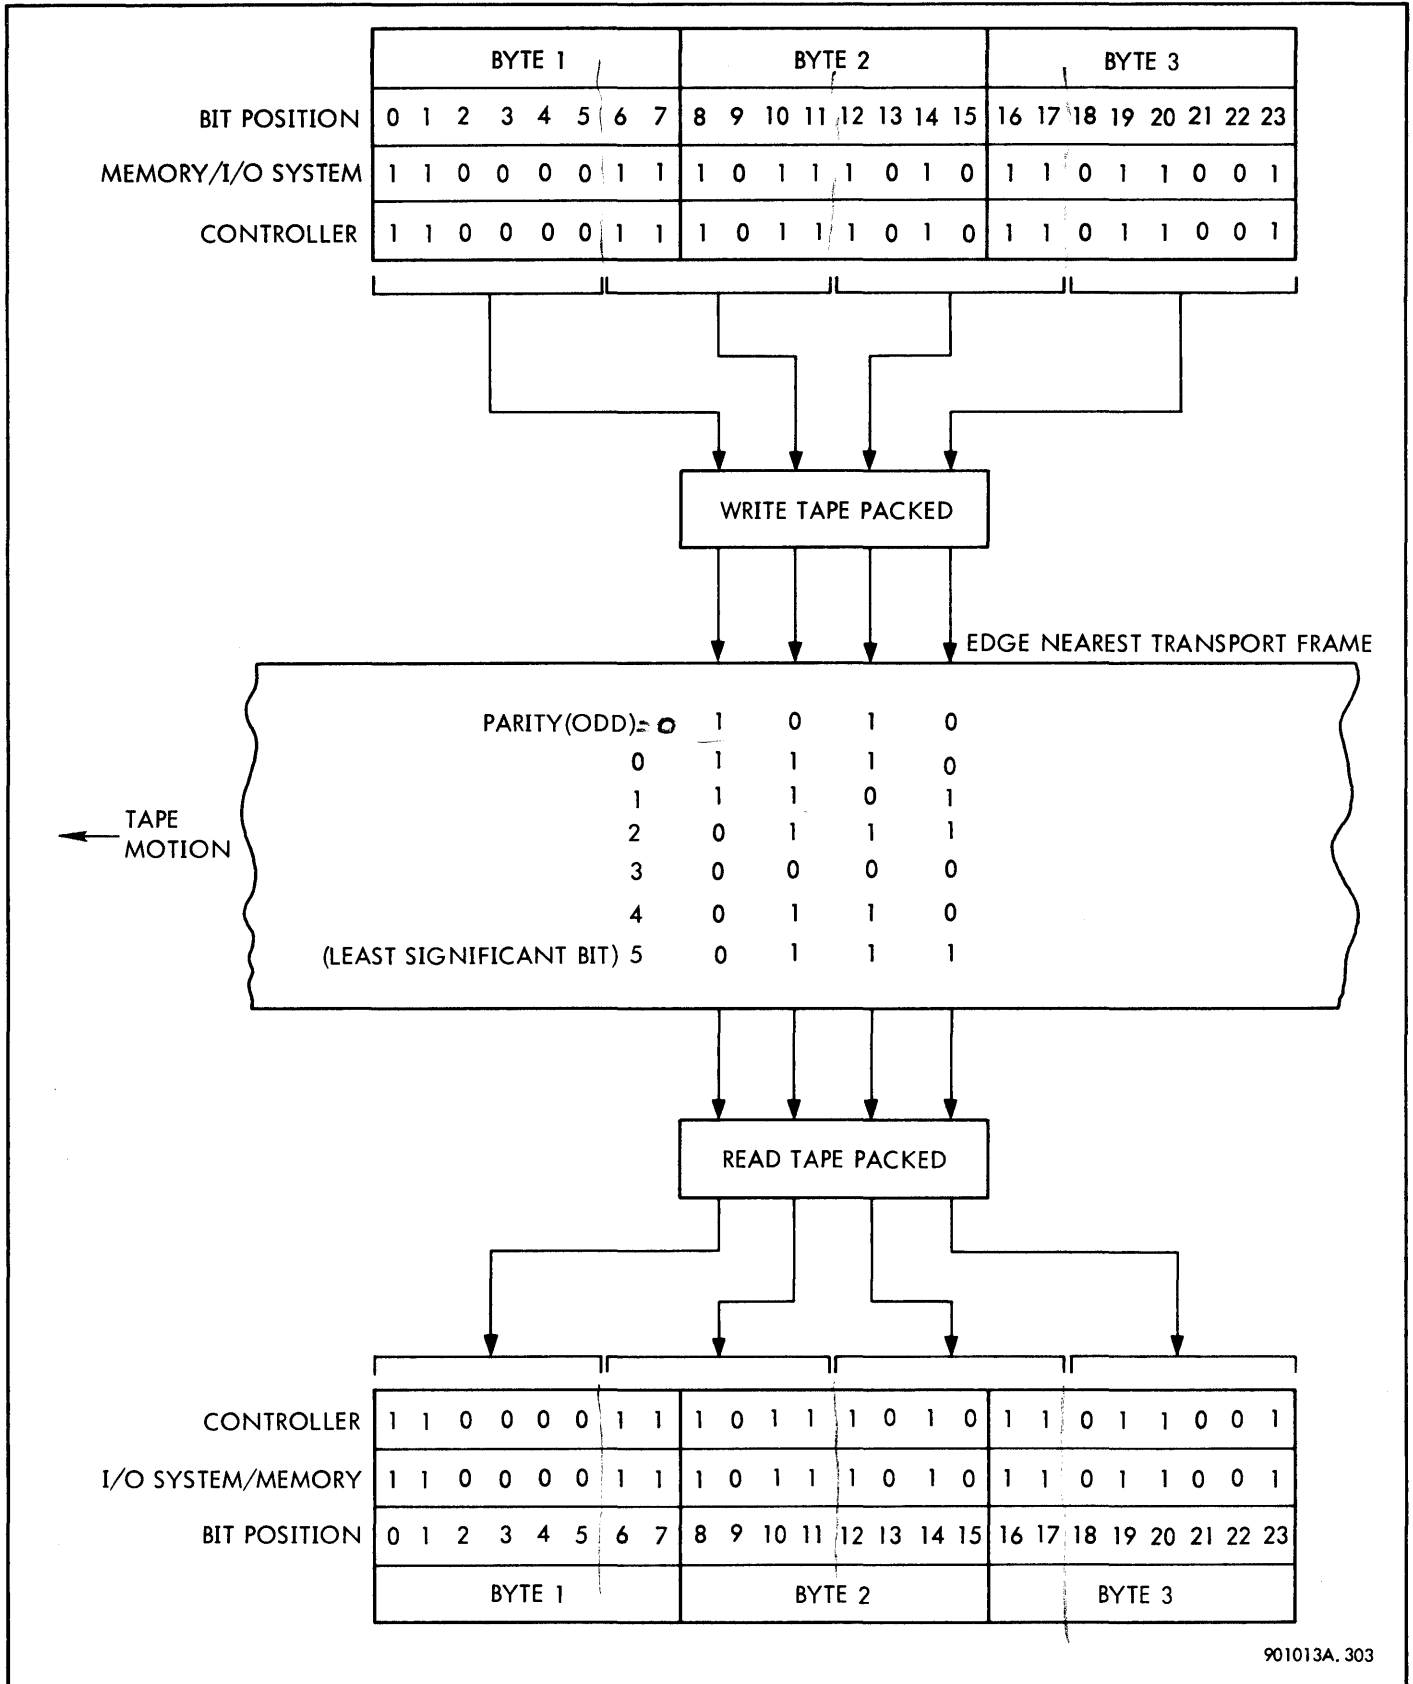 BYTE 1 BYTE 2 BYTE 3
BIT POSITION 0 1 2 3 4 5 6 7 8 9 10 11 12 13 14 15 16 17 18 19 20 21 22 23
MEMORY/I/O SYSTEM 1 1 0 0 0 0 1 1 1 0 1 1 1 0 1 0 1 1 0 1 1 0 0 1
CONTROLLER 1 1 0 0 0 0 1 1 1 0 1 1 1 0 1 0 1 1 0 1 1 0 0 1
WRITE TAPE PACKED
EDGE NEAREST TRANSPORT FRAME
PARITY(ODD)=0 1 0 1 0
0 1 1 1 0
1 1 1 0 1
2 0 1 1 1
3 0 0 0 0
4 0 1 1 0
(LEAST SIGNIFICANT BIT) 5 0 1 1 1
TAPE
MOTION
READ TAPE PACKED
CONTROLLER 1 1 0 0 0 0 1 1 1 0 1 1 1 0 1 0 1 1 0 1 1 0 0 1
I/O SYSTEM/MEMORY 1 1 0 0 0 0 1 1 1 0 1 1 1 0 1 0 1 1 0 1 1 0 0 1
BIT POSITION 0 1 2 3 4 5 6 7 8 9 10 11 12 13 14 15 16 17 18 19 20 21 22 23
BYTE 1 BYTE 2 BYTE 3
901013A.303